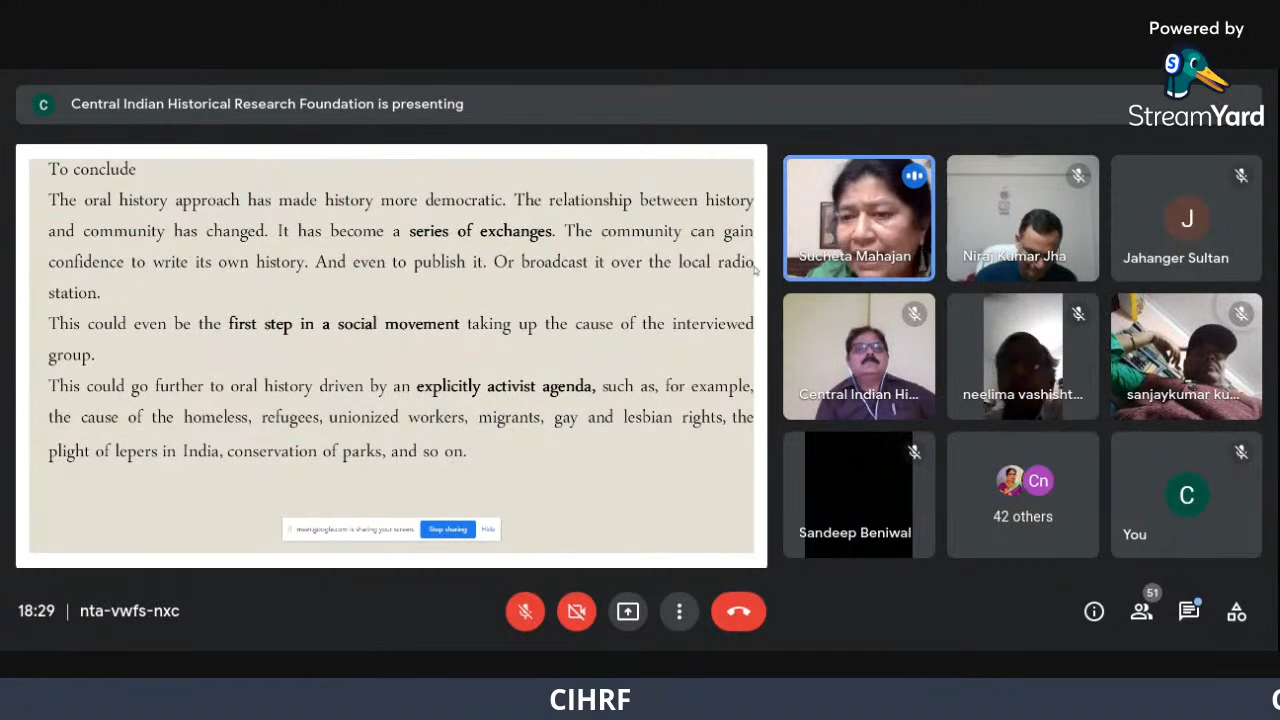 Powered by
StreamYard
C
Central Indian Historical Research Foundation is presenting
To conclude
The oral history approach has made history more democratic. The relationship between history
and community has changed. It has become a series of exchanges. The community can gain
confidence to write its own history. And even to publish it. Or broadcast it over the local radio
station.
This could even be the first step in a social movement taking up the cause of the interviewed
group.
This could go further to oral history driven by an explicitly activist agenda, such as, for example,
the cause of the homeless, refugees, unionized workers, migrants, gay and lesbian rights, the
plight of lepers in India, conservation of parks, and so on.
meet.google.com is sharing your screen. Stop sharing Hide
Sucheta Mahajan
Niraj Kumar Jha
J
Jahanger Sultan
Central Indian Hi...
neelima vashisht...
sanjaykumar ku...
Sandeep Beniwal
Cn
42 others
C
You
18:29 | nta-vwfs-nxc
51
CIHRF